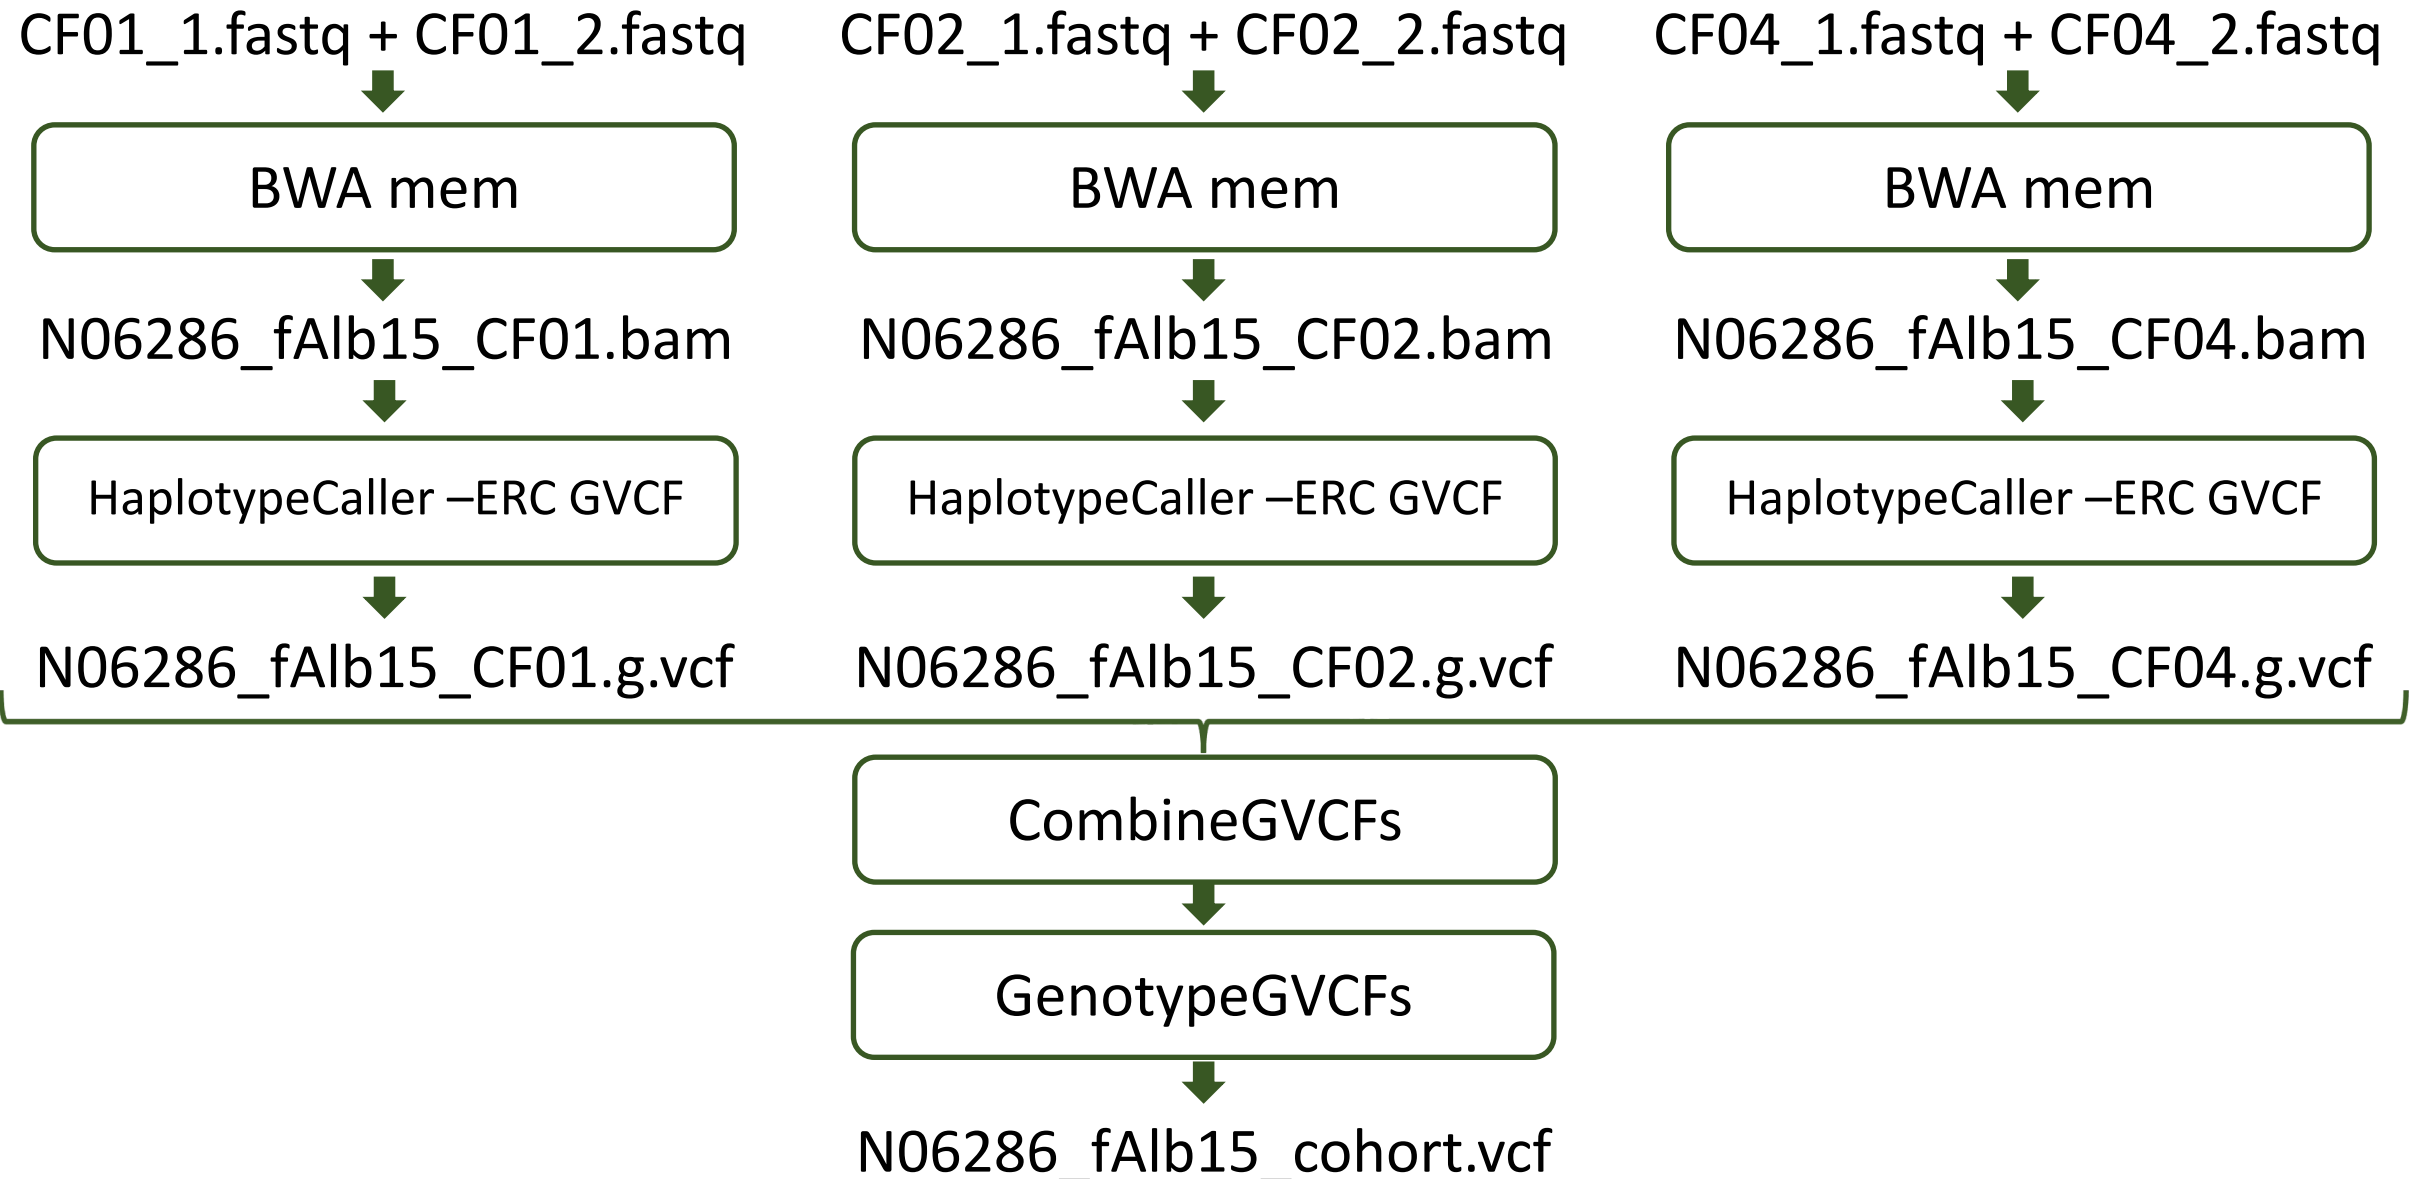 CF01_1.fastq + CF01_2.fastq
CF02_1.fastq + CF02_2.fastq
CF04_1.fastq + CF04_2.fastq
BWA mem
BWA mem
BWA mem
N06286_fAlb15_CF01.bam
N06286_fAlb15_CF02.bam
N06286_fAlb15_CF04.bam
HaplotypeCaller –ERC GVCF
HaplotypeCaller –ERC GVCF
HaplotypeCaller –ERC GVCF
N06286_fAlb15_CF01.g.vcf
N06286_fAlb15_CF02.g.vcf
N06286_fAlb15_CF04.g.vcf
CombineGVCFs
GenotypeGVCFs
N06286_fAlb15_cohort.vcf